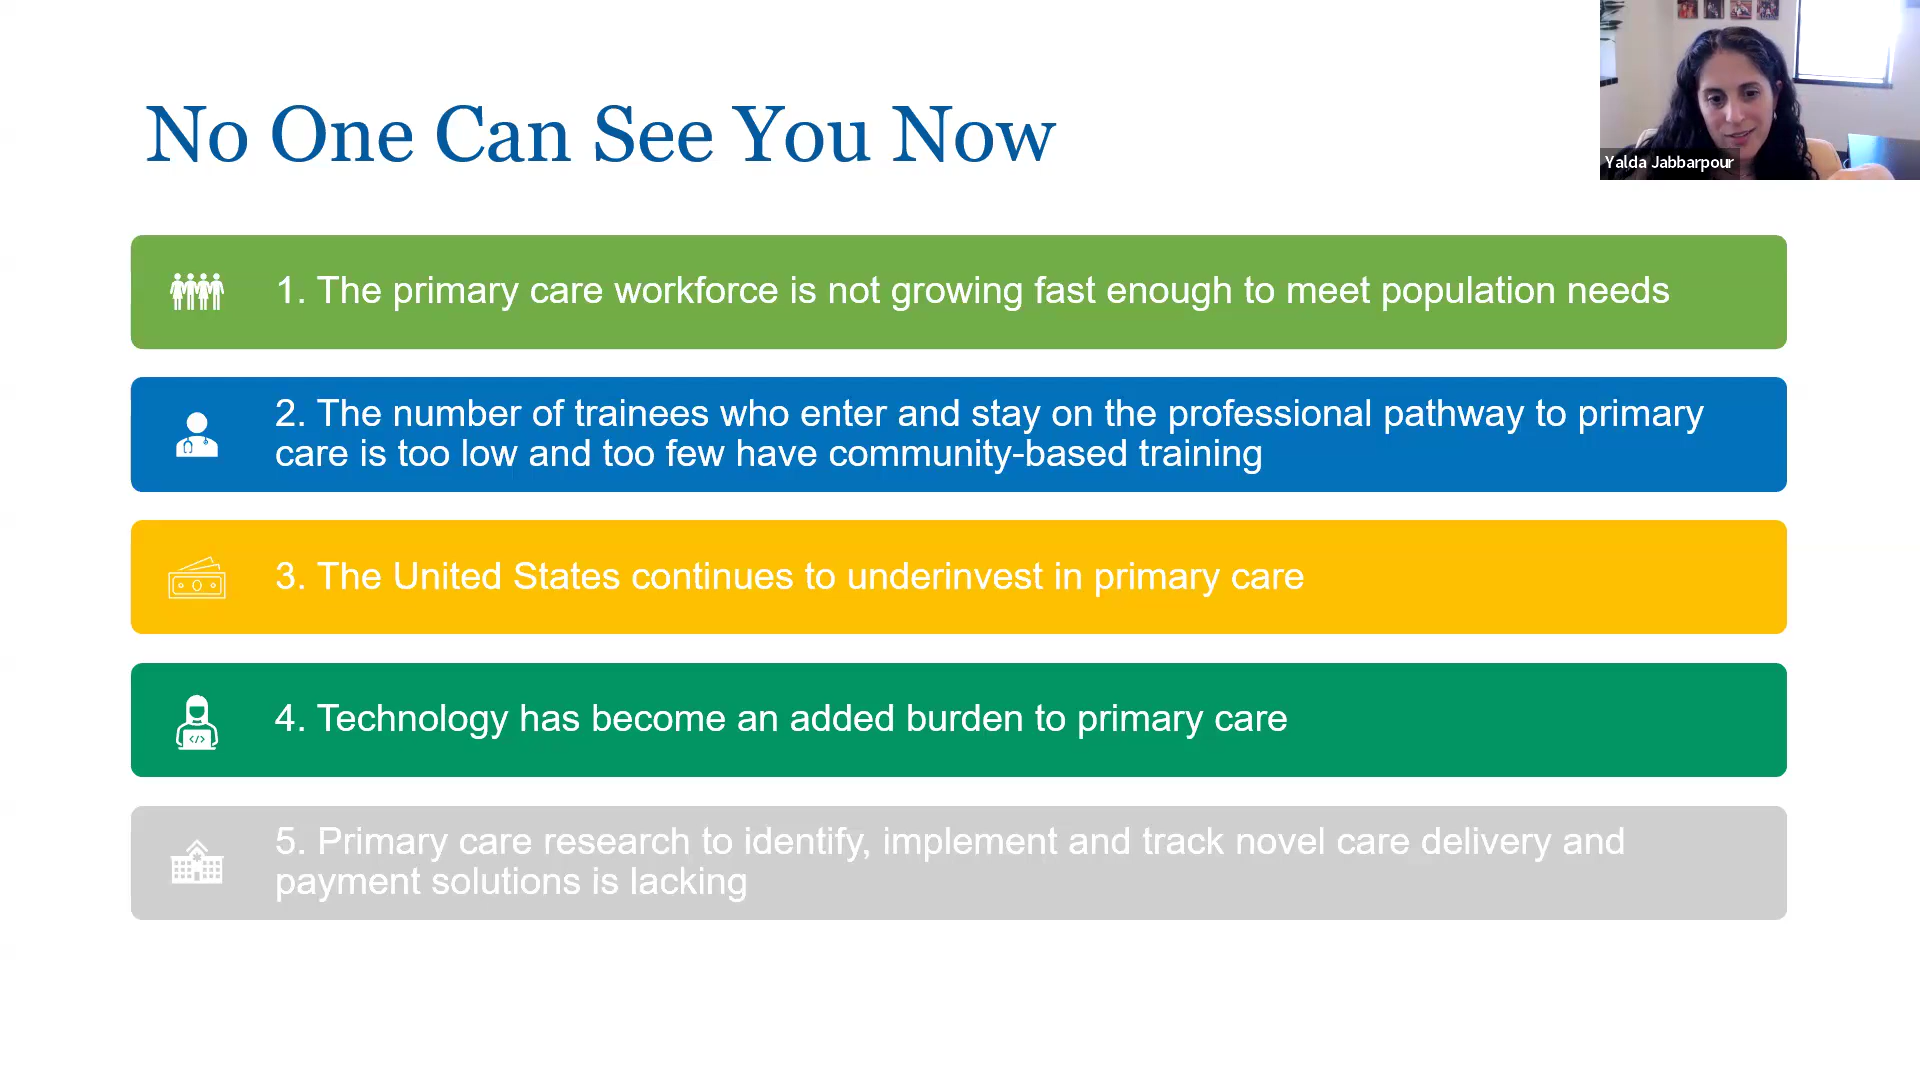 No One Can See You Now
Yalda Jabbarpour
1. The primary care workforce is not growing fast enough to meet population needs
2. The number of trainees who enter and stay on the professional pathway to primary
care is too low and too few have community-based training
3. The United States continues to underinvest in primary care
4. Technology has become an added burden to primary care
5. Primary care research to identify, implement and track novel care delivery and
payment solutions is lacking